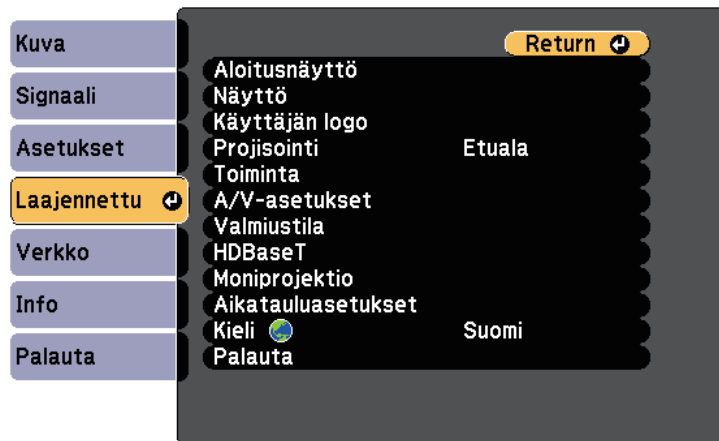 Kuva
Signaali
Asetukset
Laajennettu
Verkko
Info
Palauta
Return
Aloitusnäyttö
Näyttö
Käyttäjän logo
Projisointi Etuala
Toiminta
A/V-asetukset
Valmiustila
HDBaseT
Moniprojektio
Aikatauluasetukset
Kieli Suomi
Palauta